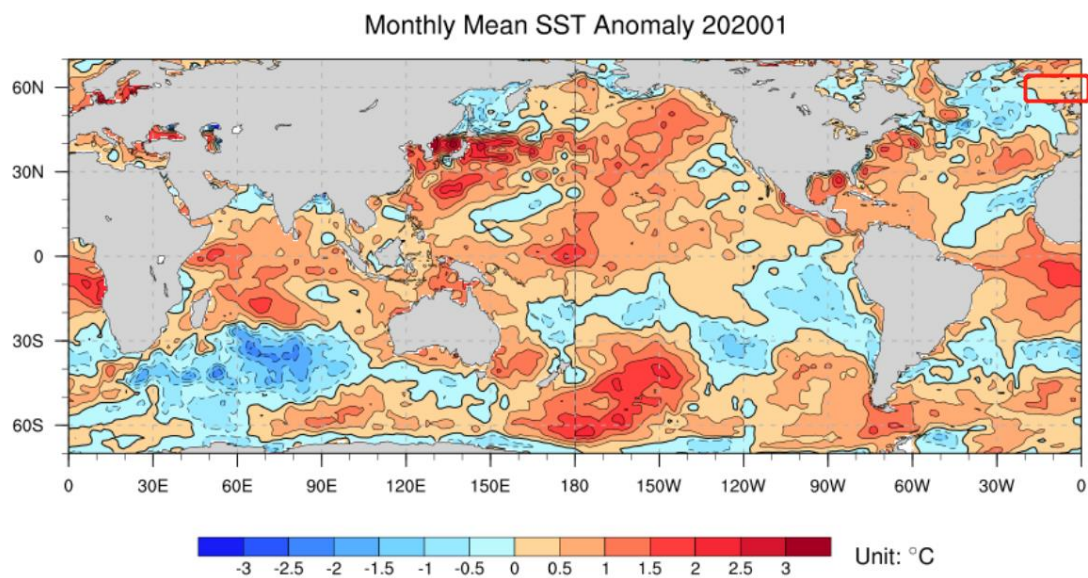 Monthly Mean SST Anomaly 202001
60N
30N
0
30S
60S
0 30E 60E 90E 120E 150E 180 150W 120W 90W 60W 30W 0
-3 -2.5 -2 -1.5 -1 -0.5 0 0.5 1 1.5 2 2.5 3
Unit: °C